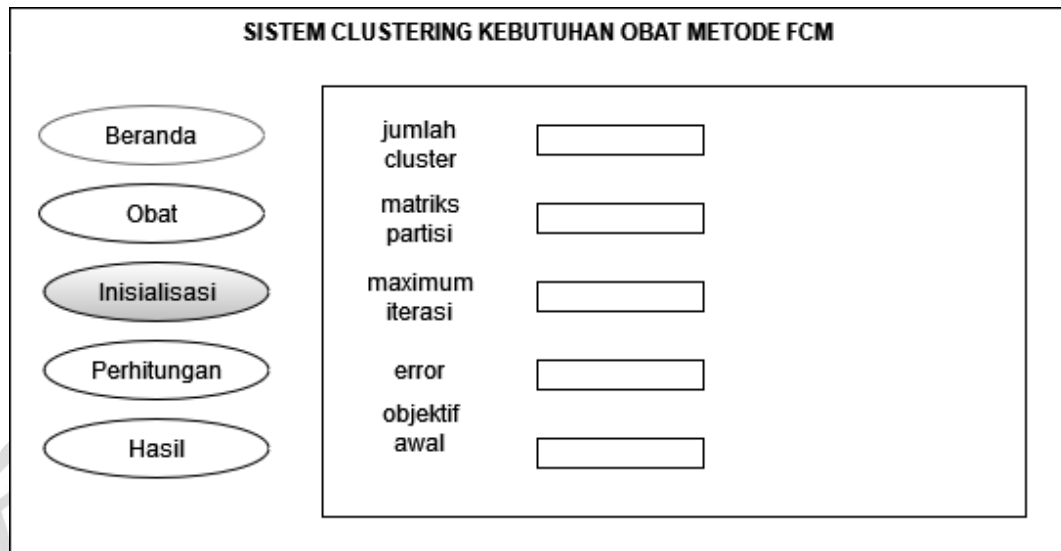 SISTEM CLUSTERING KEBUTUHAN OBAT METODE FCM
Beranda
Obat
Inisialisasi
Perhitungan
Hasil
jumlah
cluster
matriks
partisi
maximum
iterasi
error
objektif
awal